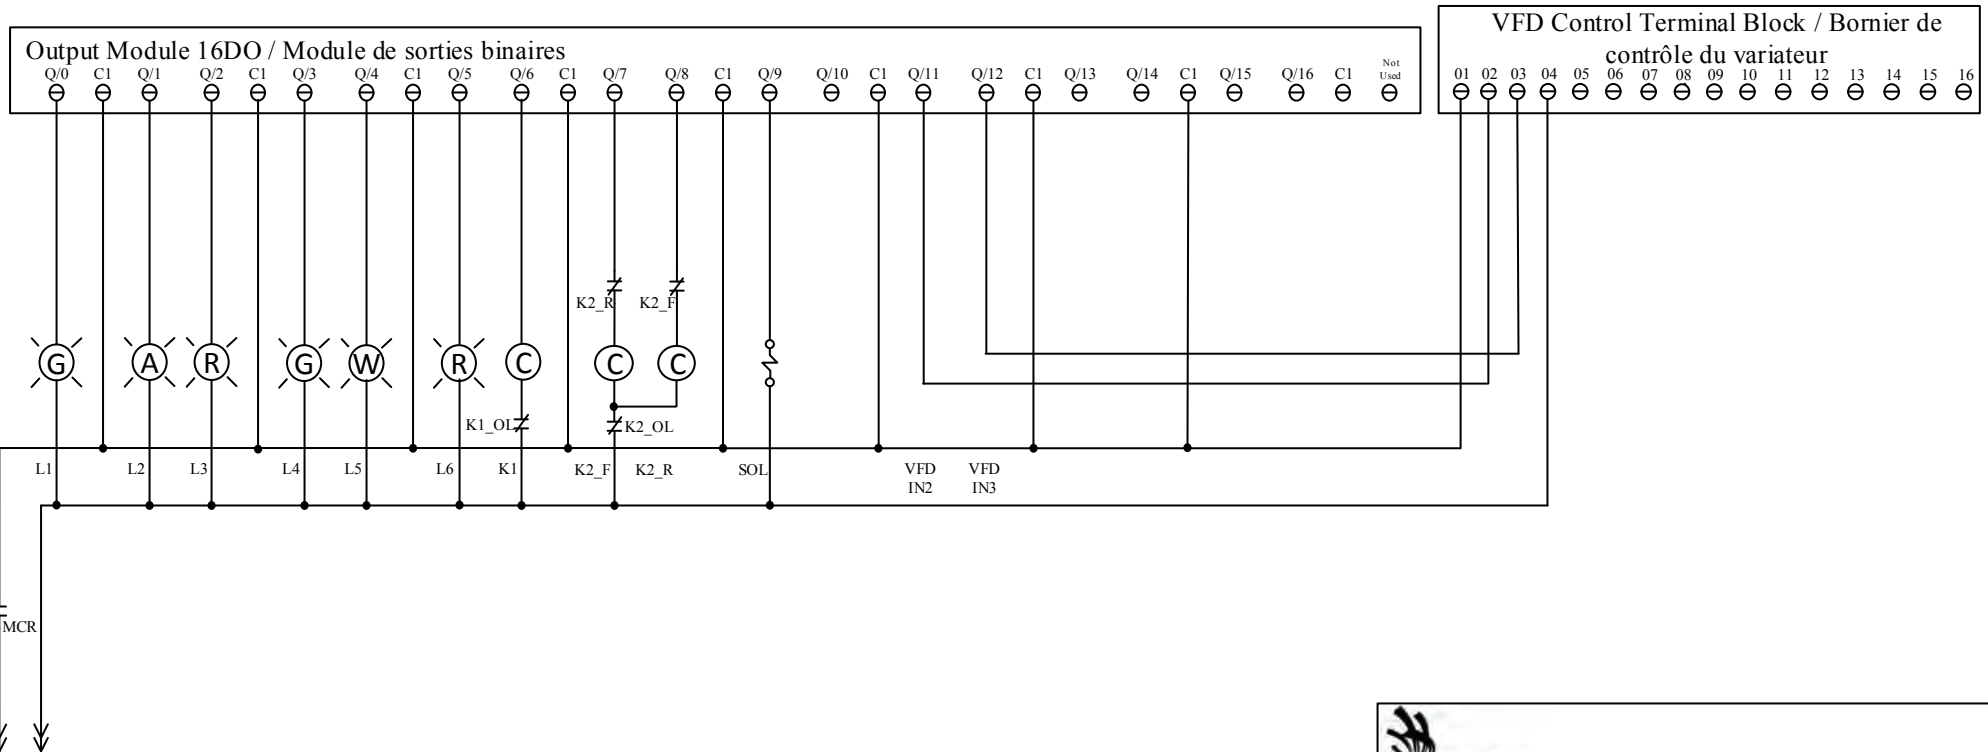 VFD Control Terminal Block / Bornier de
contrôle du variateur
Output Module 16DO / Module de sorties binaires
Q/0 C1 Q/1 Q/2 C1 Q/3 Q/4 C1 Q/5 Q/6 C1 Q/7 Q/8 C1 Q/9 Q/10 C1 Q/11 Q/12 C1 Q/13 Q/14 C1 Q/15 Q/16 C1 Not
Used
01 02 03 04 05 06 07 08 09 10 11 12 13 14 15 16
K2_R K2_F
G A R G W R C C C
K1_OL K2_OL
L1 L2 L3 L4 L5 L6 K1 K2_F K2_R SOL VFD VFD
IN2 IN3
MCR